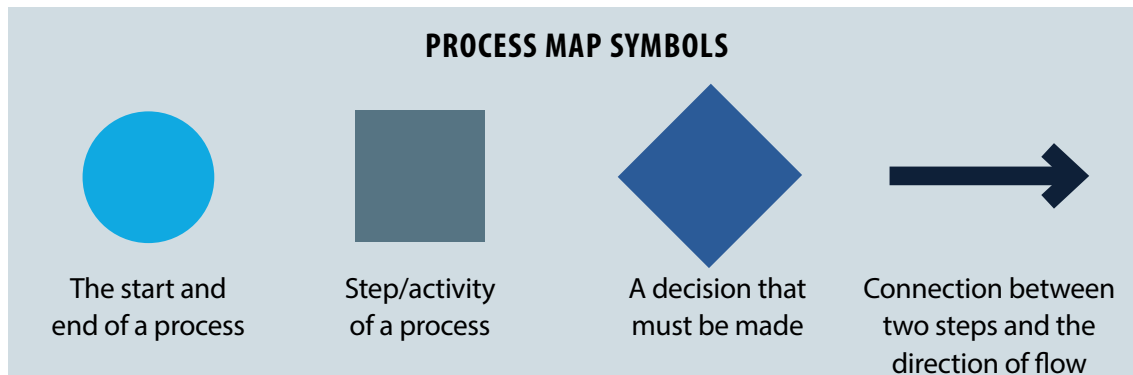 PROCESS MAP SYMBOLS
The start and
end of a process
Step/activity
of a process
A decision that
must be made
Connection between
two steps and the
direction of flow